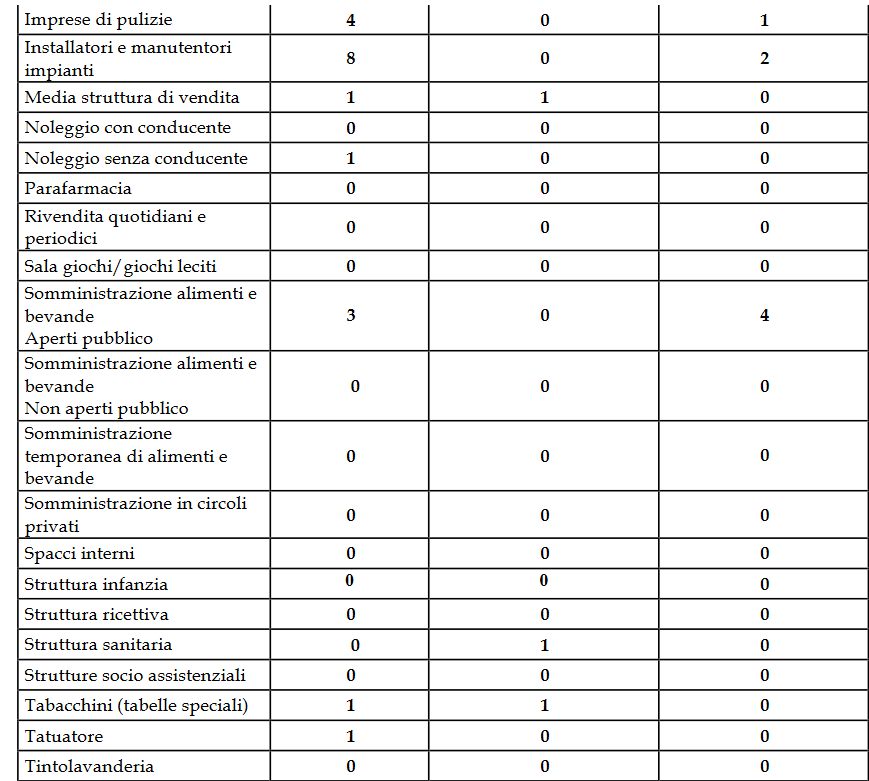 Imprese di pulizie 4 0 1
Installatori e manutentori
impianti 8 0 2
Media struttura di vendita 1 1 0
Noleggio con conducente 0 0 0
Noleggio senza conducente 1 0 0
Parafarmacia 0 0 0
Rivendita quotidiani e
periodici 0 0 0
Sala giochi/giochi leciti 0 0 0
Somministrazione alimenti e
bevande 3 0 4
Aperti pubblico
Somministrazione alimenti e
bevande 0 0 0
Non aperti pubblico
Somministrazione
temporanea di alimenti e 0 0 0
bevande
Somministrazione in circoli
privati 0 0 0
Spacci interni 0 0 0
Struttura infanzia 0 0 0
Struttura ricettiva 0 0 0
Struttura sanitaria 0 1 0
Strutture socio assistenziali 0 0 0
Tabacchini (tabelle speciali) 1 1 0
Tatuatore 1 0 0
Tintolavanderia 0 0 0